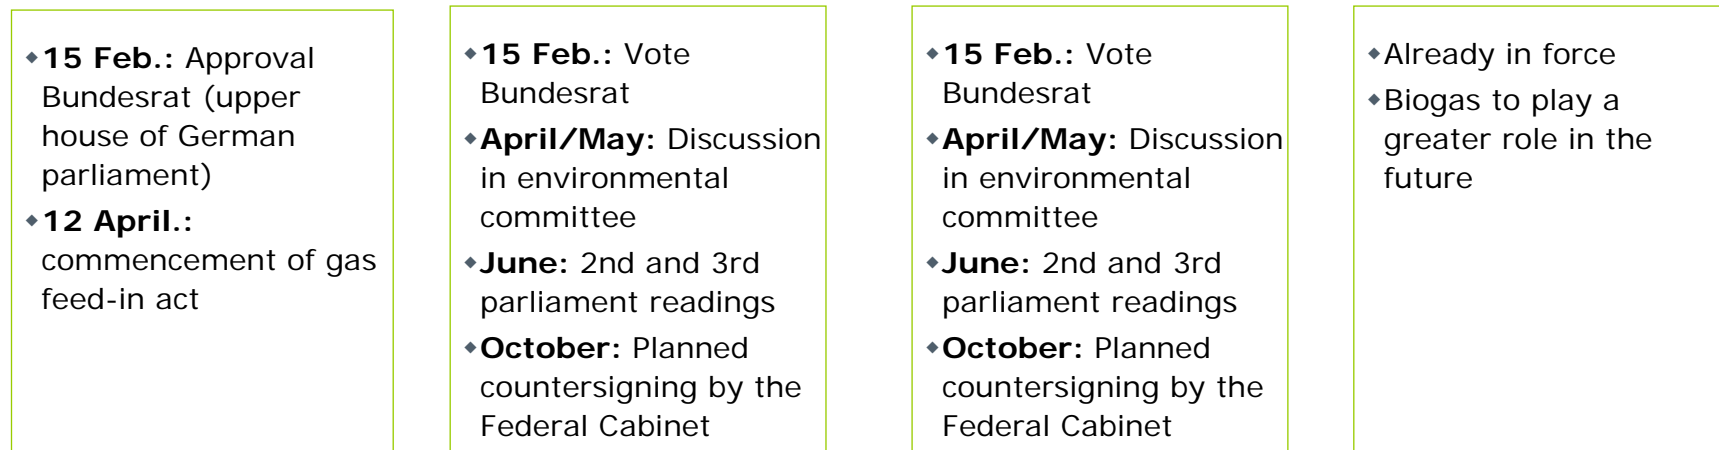 ◆15 Feb.: Approval
Bundesrat (upper
house of German
parliament)
◆12 April.:
commencement of gas
feed-in act
◆15 Feb.: Vote
Bundesrat
◆April/May: Discussion
in environmental
committee
◆June: 2nd and 3rd
parliament readings
◆October: Planned
countersigning by the
Federal Cabinet
◆15 Feb.: Vote
Bundesrat
◆April/May: Discussion
in environmental
committee
◆June: 2nd and 3rd
parliament readings
◆October: Planned
countersigning by the
Federal Cabinet
◆Already in force
◆Biogas to play a
greater role in the
future